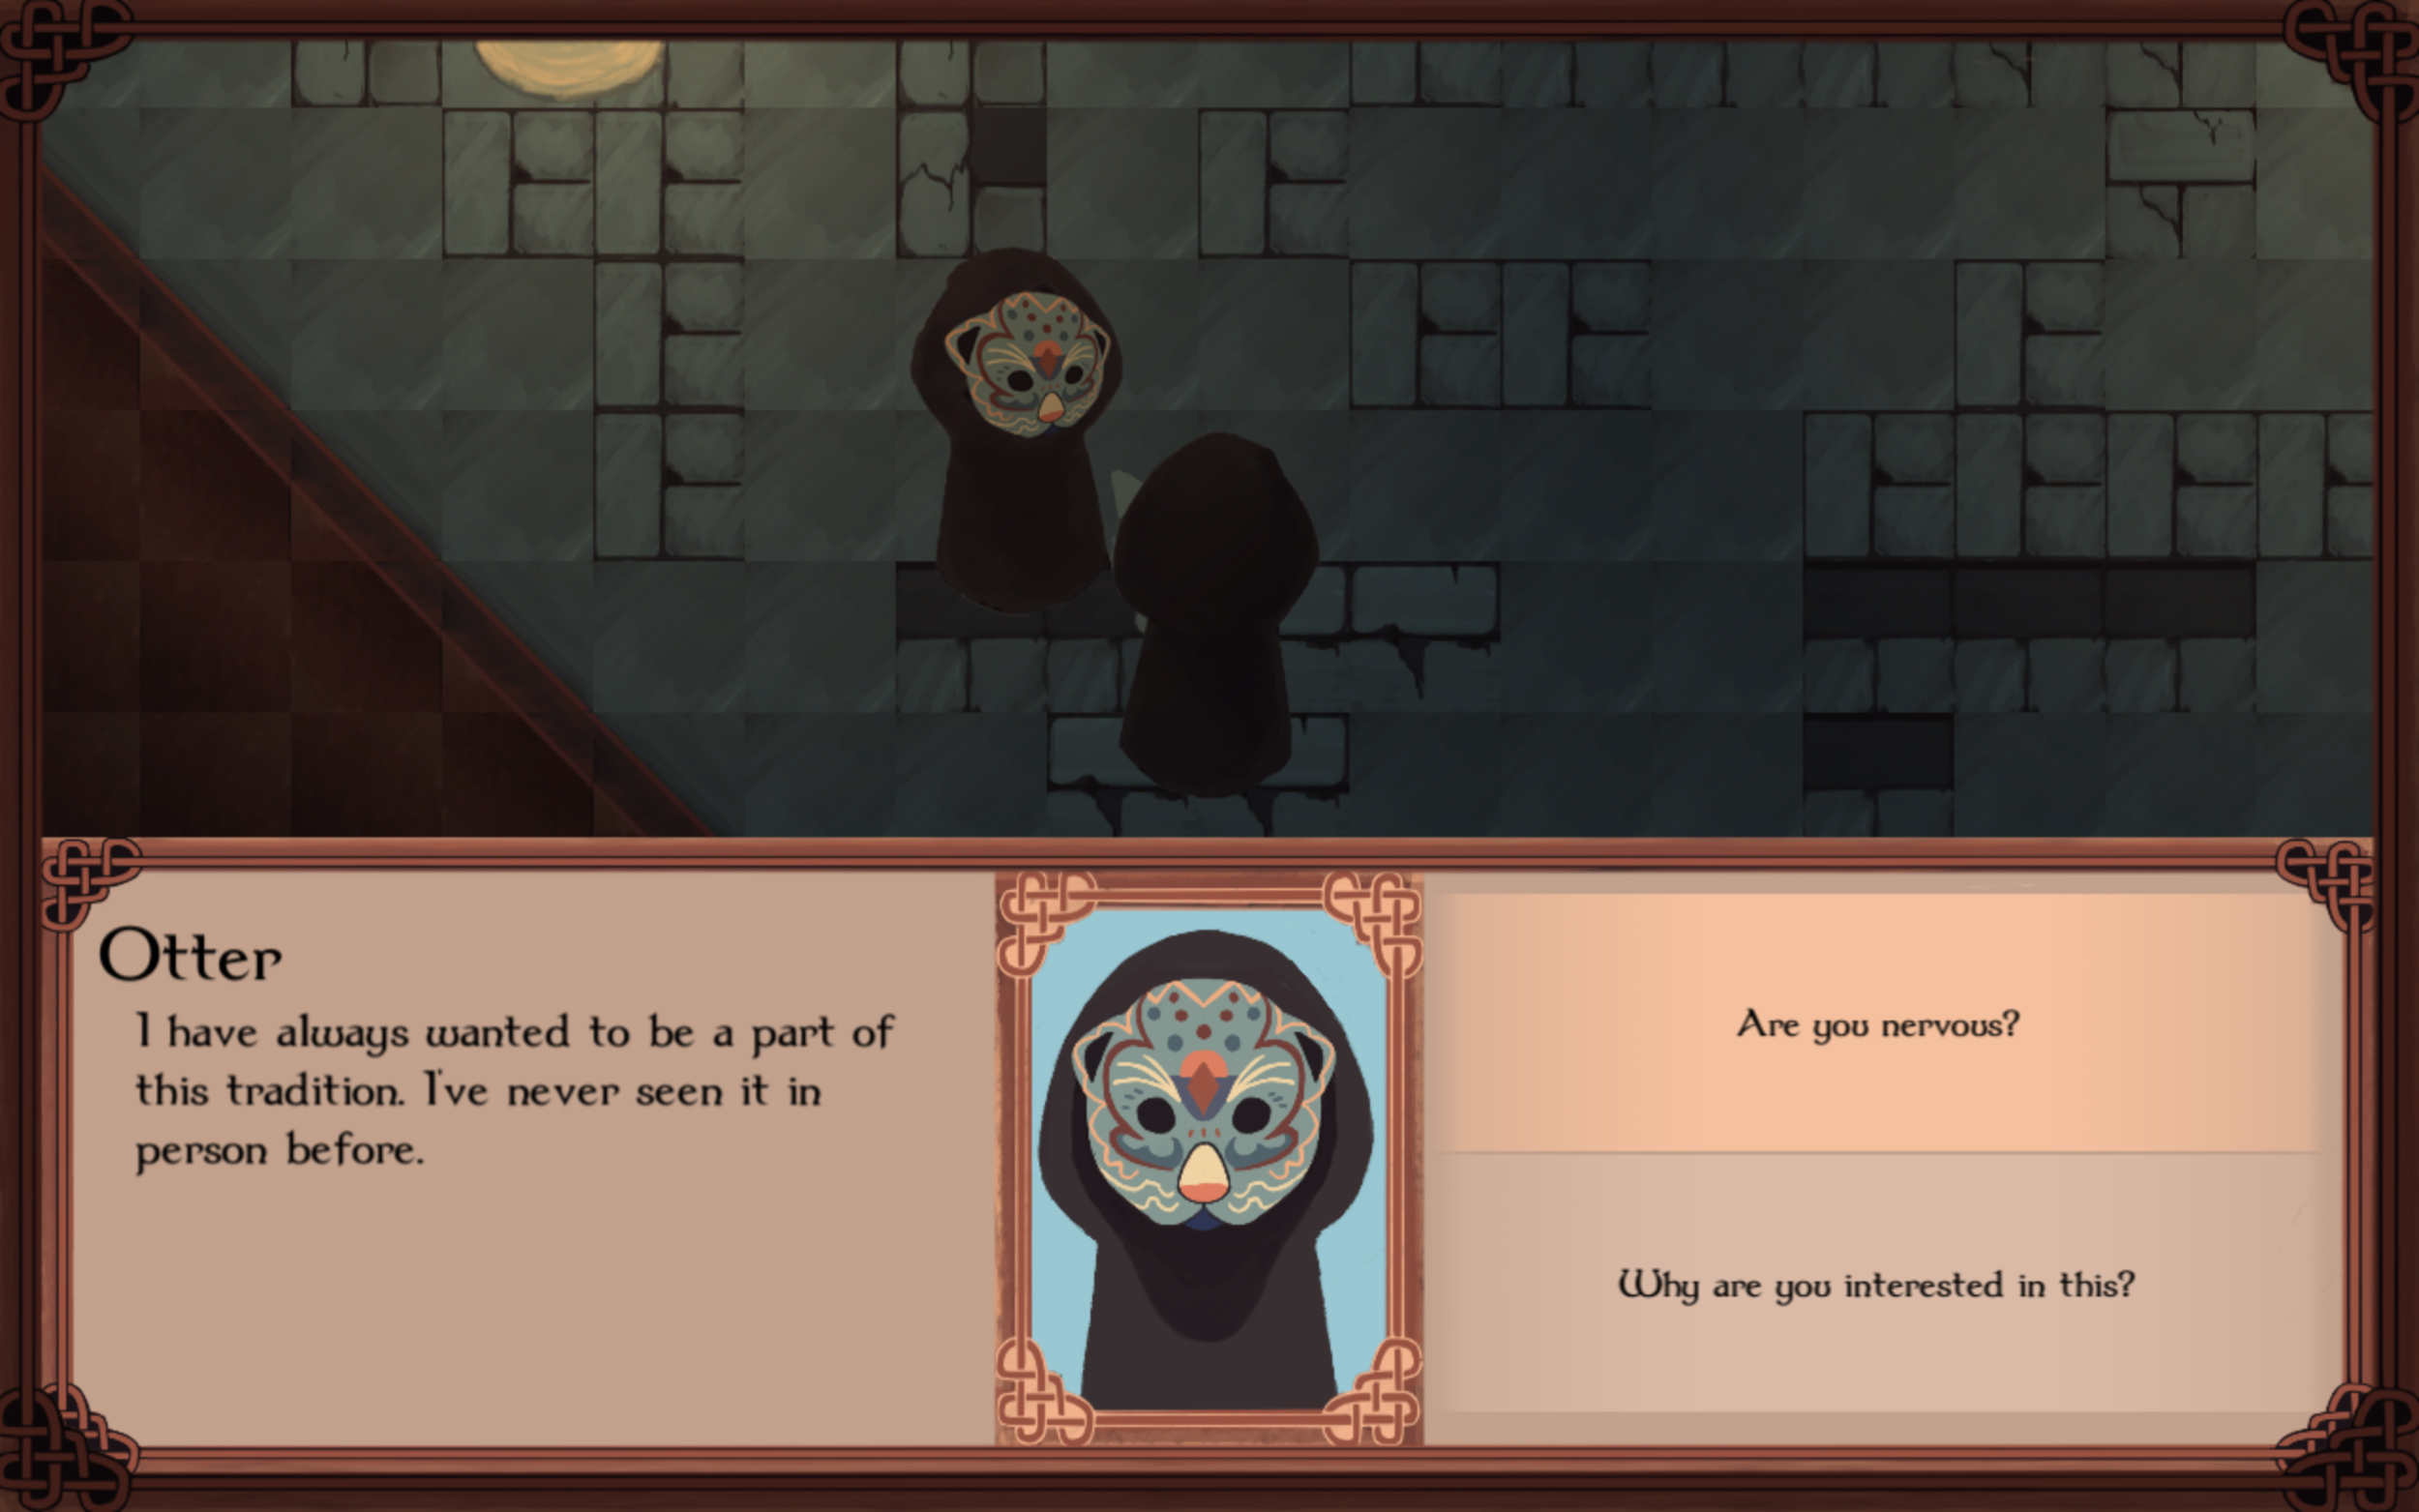 Otter
I have always wanted to be a part of
this tradition. I've never seen it in
person before.
Are you nervous?
Why are you interested in this?